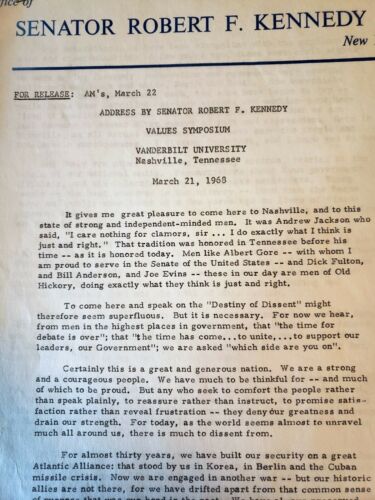 ffice of
SENATOR ROBERT F. KENNEDY
New
FOR RELEASE: AM's, March 22
ADDRESS BY SENATOR ROBERT F. KENNEDY
VALUES SYMPOSIUM
VANDERBILT UNIVERSITY
Nashville, Tennessee
March 21, 1968
It gives me great pleasure to come here to Nashville, and to this
state of strong and independent-minded men. It was Andrew Jackson who
said, "I care nothing for clamors, sir ... I do exactly what I think is
just and right." That tradition was honored in Tennessee before his
time -- as it is honored today. Men like Albert Gore -- with whom I
am proud to serve in the Senate of the United States -- and Dick Fulton,
and Bill Anderson, and Joe Evins -- these in our day are men of Old
Hickory, doing exactly what they think is just and right.
To come here and speak on the "Destiny of Dissent" might
therefore seem superfluous. But it is necessary. For now we hear,
from men in the highest places in government, that "the time for
debate is over"; that "the time has come...to unite,...to support our
leaders, our Government"; we are asked "which side are you on".
Certainly this is a great and generous nation. We are a strong
and a courageous people. We have much to be thankful for -- and much
of which to be proud. But any who seek to comfort the people rather
than speak plainly, to reassure rather than instruct, to promise satis-
faction rather than reveal frustration -- they deny our greatness and
drain our strength. For today, as the world seems almost to unravel
much all around us, there is much to dissent from.
For almost thirty years, we have built our security on a great
Atlantic Alliance: that stood by us in Korea, in Berlin and the Cuban
missile crisis. Now we are engaged in another war -- but our historic
allies are not there, for we have drifted apart from that common sense